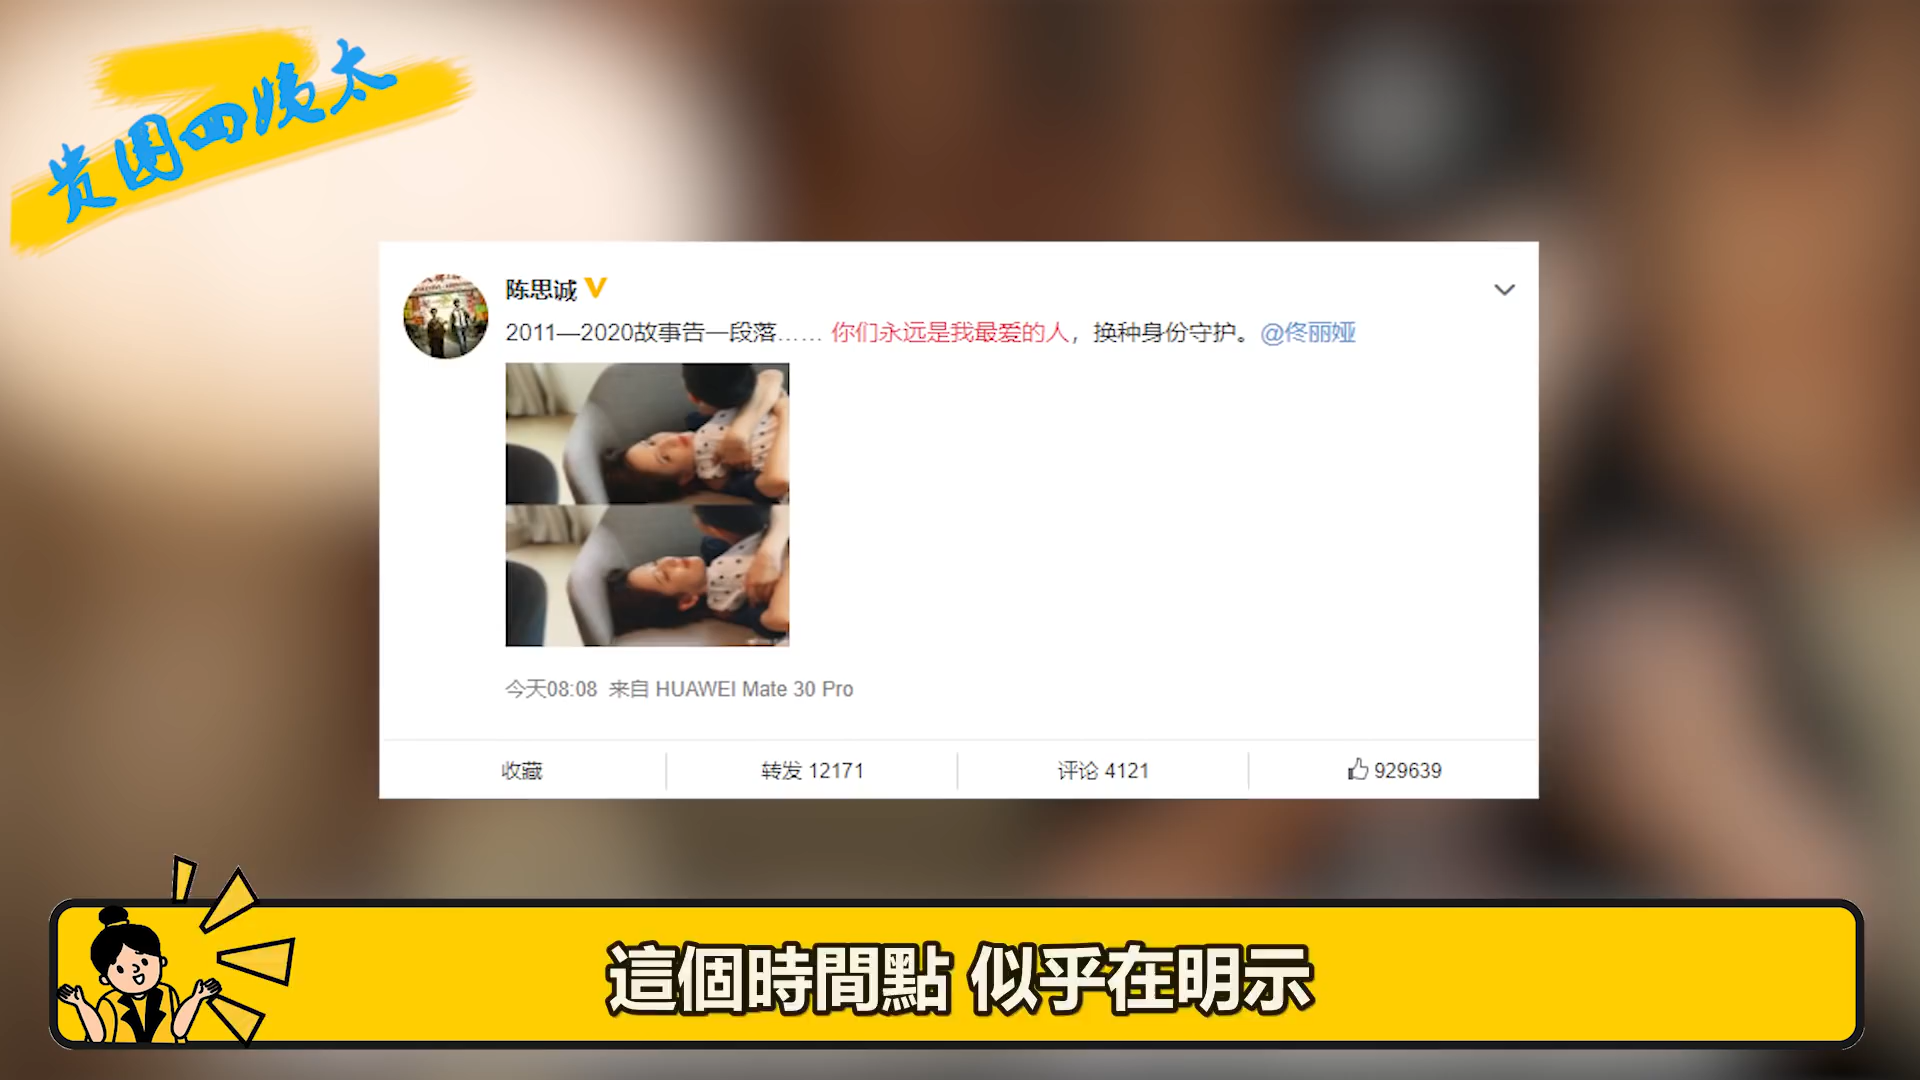 贵圈四姨太
陈思诚
2011—2020故事告一段落…… 你们永远是我最爱的人，换种身份守护。@佟丽娅
今天08:08 来自 HUAWEI Mate 30 Pro
收藏
转发 12171
评论 4121
929639
這個時間點 似乎在明示